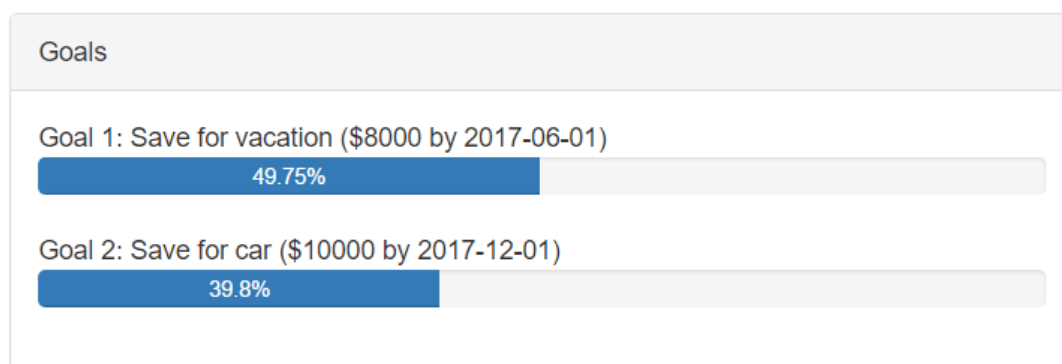 Goals
Goal 1: Save for vacation ($8000 by 2017-06-01)
49.75%
Goal 2: Save for car ($10000 by 2017-12-01)
39.8%